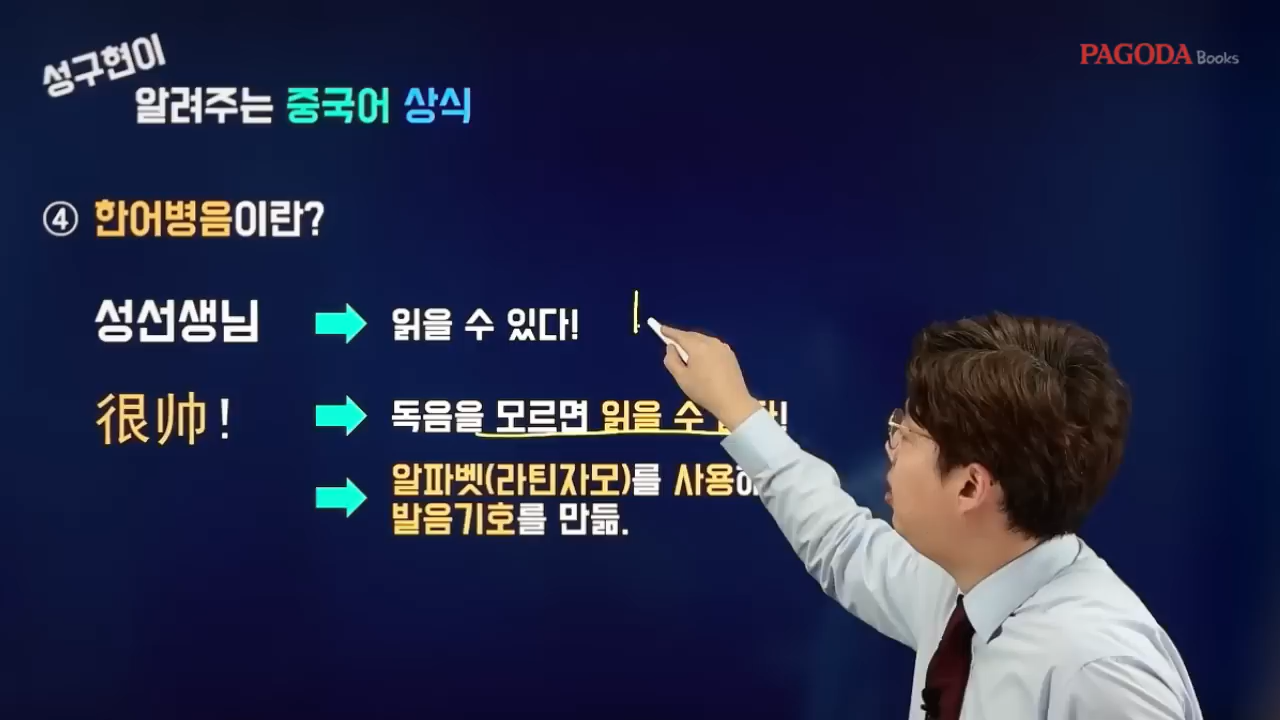 성구현이
알려주는 중국어 상식
PAGODA Books
④ 한어병음이란?
성선생님
읽을 수 있다!
很帅!
독음을 모르면 읽을 수
알파벳(라틴자모)를 사용해
발음기호를 만듦.